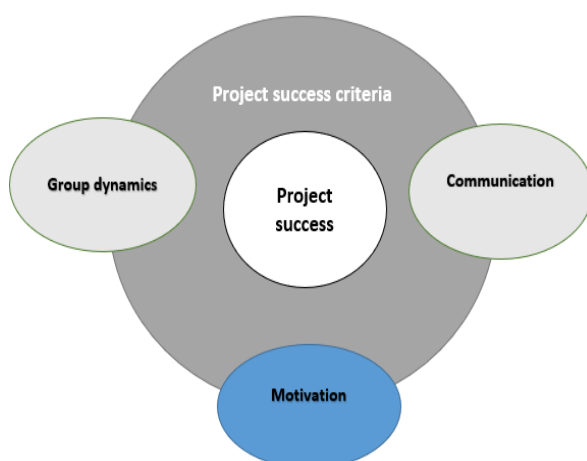 Project success criteria
Group dynamics
Communication
Project
success
Motivation